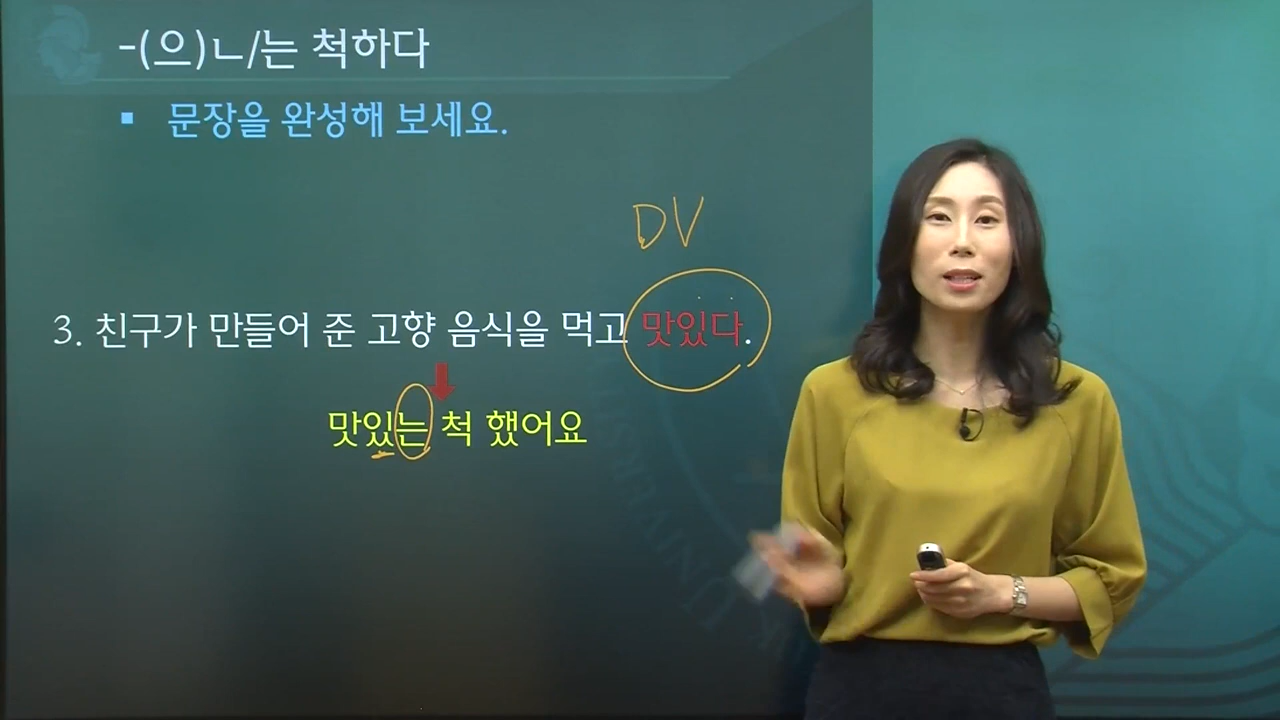 -(으)ㄴ/는 척하다
▪ 문장을 완성해 보세요.
DV
3. 친구가 만들어 준 고향 음식을 먹고 맛있다.
맛있는 척 했어요